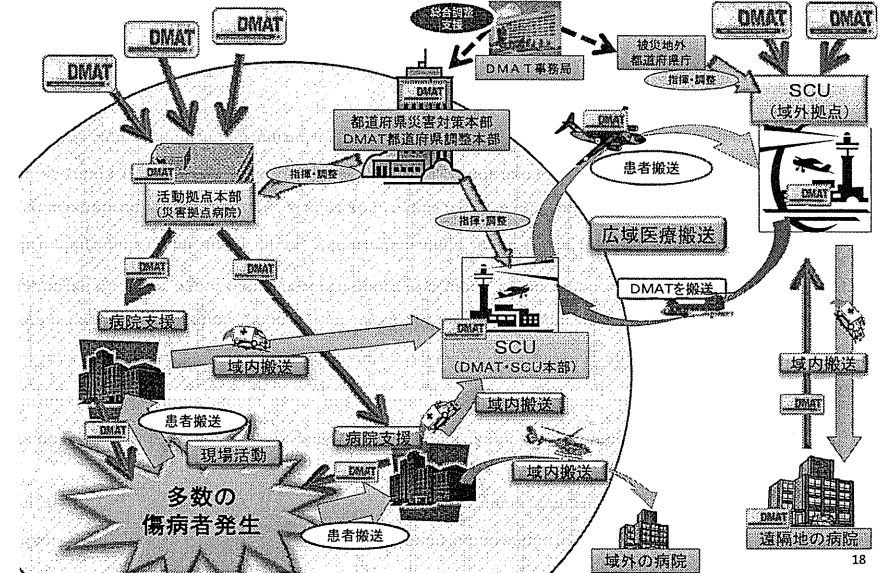 DMAT
DMAT
DMAT
総合調整
支援
DMAT事務局
被災地外
都道府県庁
指揮・調整
DMAT
DMAT
SCU
(域外拠点)
DMAT
DMAT
都道府県災害対策本部
DMAT都道府県調整本部
指揮・調整
DMAT
患者搬送
DMAT
活動拠点本部
(災害拠点病院)
指揮・調整
広域医療搬送
DMAT
DMAT
DMATを搬送
病院支援
DMAT
SCU
(DMAT・SCU本部)
域内搬送
域内搬送
域内搬送
DMAT
患者搬送
DMAT
現場活動
病院支援
DMAT
域内搬送
多数の
傷病者発生
患者搬送
DMAT
遠隔地の病院
域外の病院
18